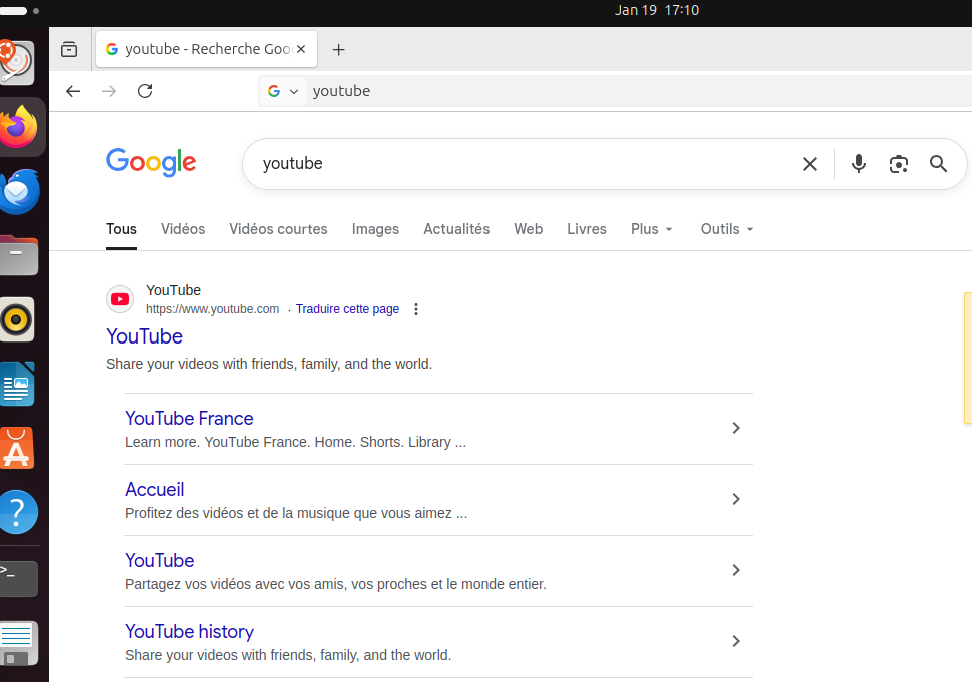 Jan 19 17:10
youtube - Recherche Goo
youtube
Google
youtube
Tous Vidéos Vidéos courtes Images Actualités Web Livres Plus Outils
YouTube
https://www.youtube.com · Traduire cette page
YouTube
Share your videos with friends, family, and the world.
YouTube France
Learn more. YouTube France. Home. Shorts. Library ...
Accueil
Profitez des vidéos et de la musique que vous aimez ...
YouTube
Partagez vos vidéos avec vos amis, vos proches et le monde entier.
YouTube history
Share your videos with friends, family, and the world.